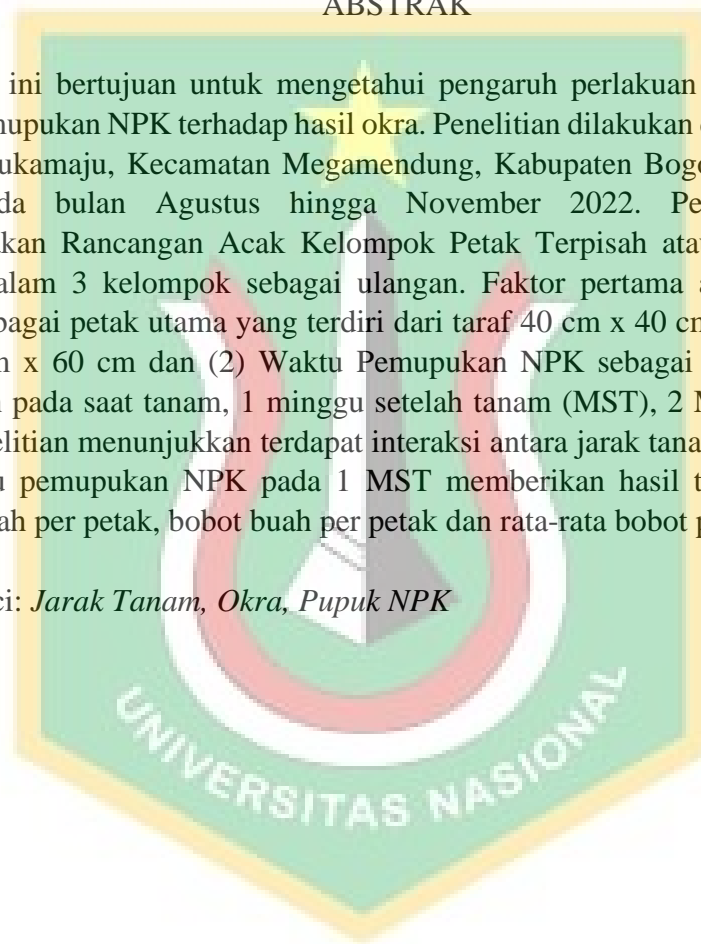 ABSTRAK
ini bertujuan untuk mengetahui pengaruh perlakuan
nupukan NPK terhadap hasil okra. Penelitian dilakukan
ukamaju, Kecamatan Megamendung, Kabupaten Bogo
da bulan Agustus hingga November 2022. Pe
akan Rancangan Acak Kelompok Petak Terpisah atau
alam 3 kelompok sebagai ulangan. Faktor pertama a
bagai petak utama yang terdiri dari taraf 40 cm x 40 cm
n x 60 cm dan (2) Waktu Pemupukan NPK sebagai
pada saat tanam, 1 minggu setelah tanam (MST), 2 M
elitian menunjukkan terdapat interaksi antara jarak tana
u pemupukan NPK pada 1 MST memberikan hasil t
ah per petak, bobot buah per petak dan rata-rata bobot p
ci: Jarak Tanam, Okra, Pupuk NPK
UNIVERSITAS NASIONAL